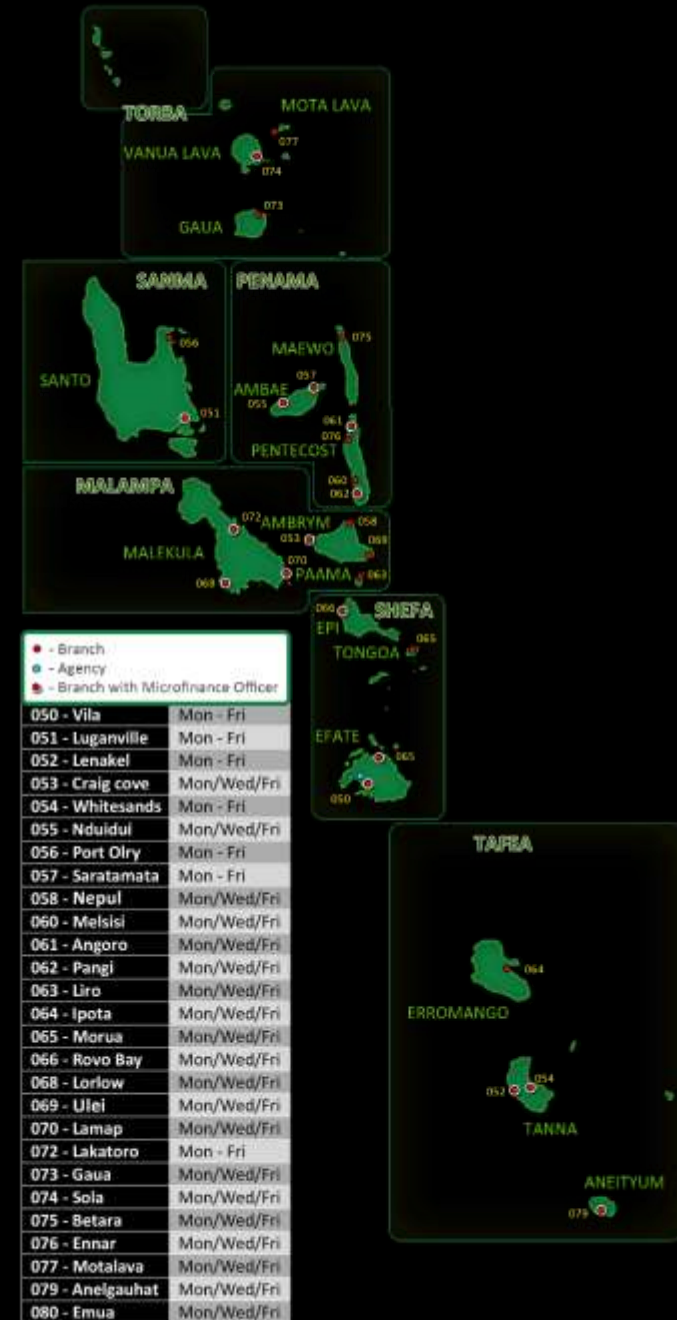 TORBA
MOTA LAVA
077
VANUA LAVA
074
073
GAUA
SANMA
PENAMA
056
075
MAEWO
SANTO
057
AMBAE
055
051
061
076
PENTECOST
060
062
MALAMPA
072
AMBRYM
058
053
069
MALEKULA
070
PAAMA
063
068
066
SHEFA
EPI
065
TONGOA
EFATE
065
050
- Branch
- Agency
- Branch with Microfinance Officer
050 - Vila Mon - Fri
051 - Luganville Mon - Fri
052 - Lenakel Mon - Fri
053 - Craig cove Mon/Wed/Fri
054 - Whitesands Mon - Fri
055 - Nduidui Mon/Wed/Fri
056 - Port Olry Mon - Fri
057 - Saratamata Mon - Fri
058 - Nepul Mon/Wed/Fri
060 - Melsisi Mon/Wed/Fri
061 - Angoro Mon/Wed/Fri
062 - Pangi Mon/Wed/Fri
063 - Liro Mon/Wed/Fri
064 - Ipota Mon/Wed/Fri
065 - Morua Mon/Wed/Fri
066 - Rovo Bay Mon/Wed/Fri
068 - Lorlow Mon/Wed/Fri
069 - Ulei Mon/Wed/Fri
070 - Lamap Mon/Wed/Fri
072 - Lakatoro Mon - Fri
073 - Gaua Mon/Wed/Fri
074 - Sola Mon/Wed/Fri
075 - Betara Mon/Wed/Fri
076 - Ennar Mon/Wed/Fri
077 - Motalava Mon/Wed/Fri
079 - Anelgauhat Mon/Wed/Fri
080 - Emua Mon/Wed/Fri
TAFEA
064
ERROMANGO
054
052
TANNA
ANEITYUM
079